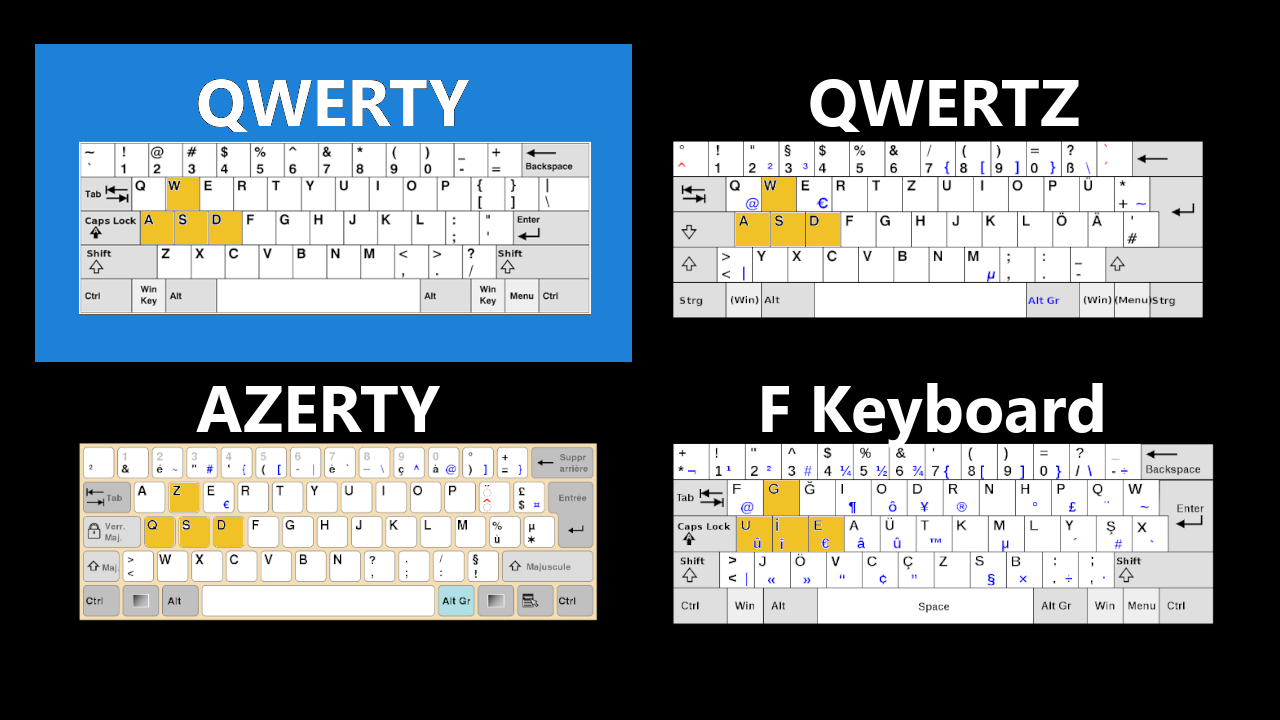 QWERTY
~ ! @ # $ % ^ & * ( ) _ +
` 1 2 3 4 5 6 7 8 9 0 - = Backspace
Tab Q W E R T Y U I O P { } |
[ ] \
Caps Lock A S D F G H J K L : " Enter
; '
Shift Z X C V B N M < > ? Shift
, . /
Ctrl Win Key Alt Alt Win Key Menu Ctrl
QWERTZ
° ! " § $ % & / ( ) = ? `
^ 1 2 ² 3 ³ 4 5 6 7 { 8 [ 9 ] 0 } ß \ ´
Q W E R T Z U I O P Ü *
@ € + ~
A S D F G H J K L Ö Ä '
#
> Y X C V B N M ; : _
< | µ , . -
Strg (Win) Alt Alt Gr (Win) (Menu) Strg
AZERTY
1 2 3 4 5 6 7 8 9 0 ° +
² & é ~ " # ' { ( [ - | è ` _ \ ç ^ à @ ) ] = } Suppr arrière
Tab A Z E R T Y U I O P ¨ £ Entrée
€ ^ $ ¤
Verr. Maj. Q S D F G H J K L M % µ
ù *
Maj. > W X C V B N ? . / § Majuscule
< , ; : !
Ctrl Alt Alt Gr Ctrl
F Keyboard
+ ! " ^ $ % & ' ( ) = ? _
* ¬ 1 ¹ 2 ² 3 # 4 ¼ 5 ½ 6 ¾ 7 { 8 [ 9 ] 0 } / \ - ÷ Backspace
Tab F G Ğ I O D R N H P Q W Enter
@ ¶ ô ¥ ® ° £ ¨ ~
Caps Lock U İ E A Ü T K M L Y Ş X
û î € â û ™ µ ´ # `
Shift > J Ö V C Ç Z S B : ; Shift
< | « » “ ¢ ” § × . ÷ , ·
Ctrl Win Alt Space Alt Gr Win Menu Ctrl